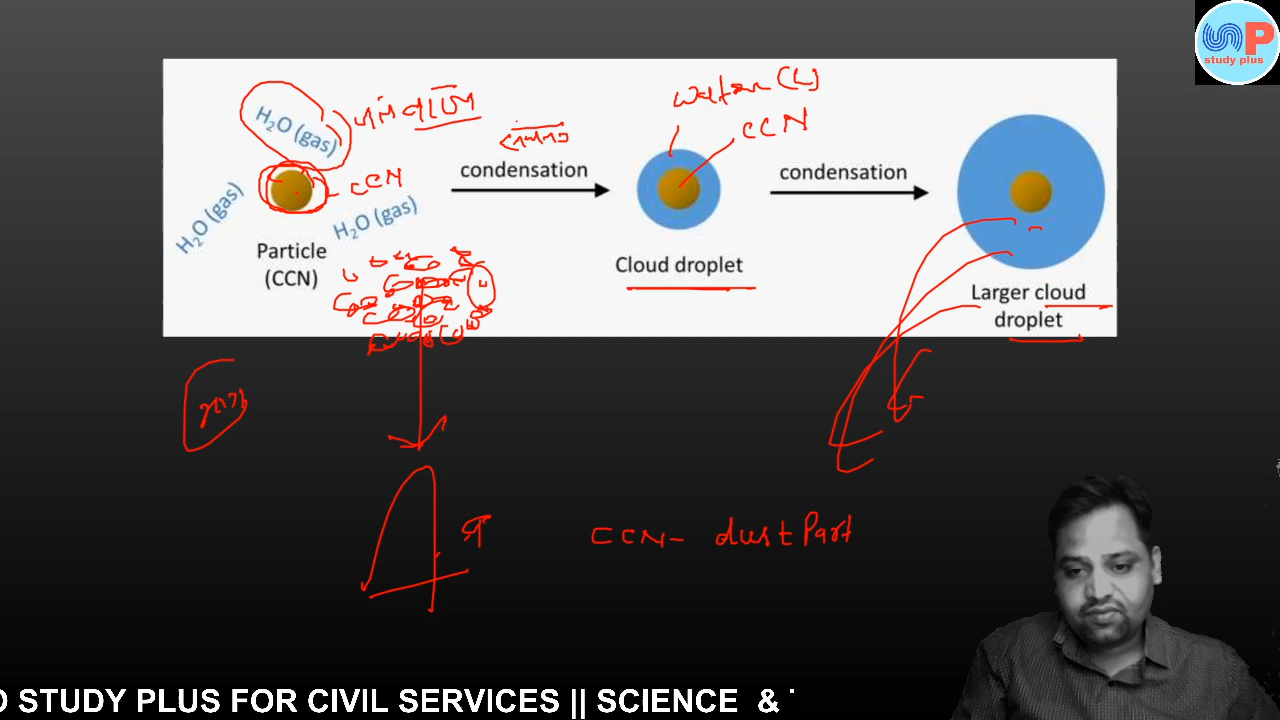 UP
study plus
water (L)
H₂O (gas)
CCN
condensation
condensation
CCN
H₂O (gas)
H₂O (gas)
Particle
(CCN)
Cloud droplet
Larger cloud
droplet
CCN- dust Part
STUDY PLUS FOR CIVIL SERVICES || SCIENCE &